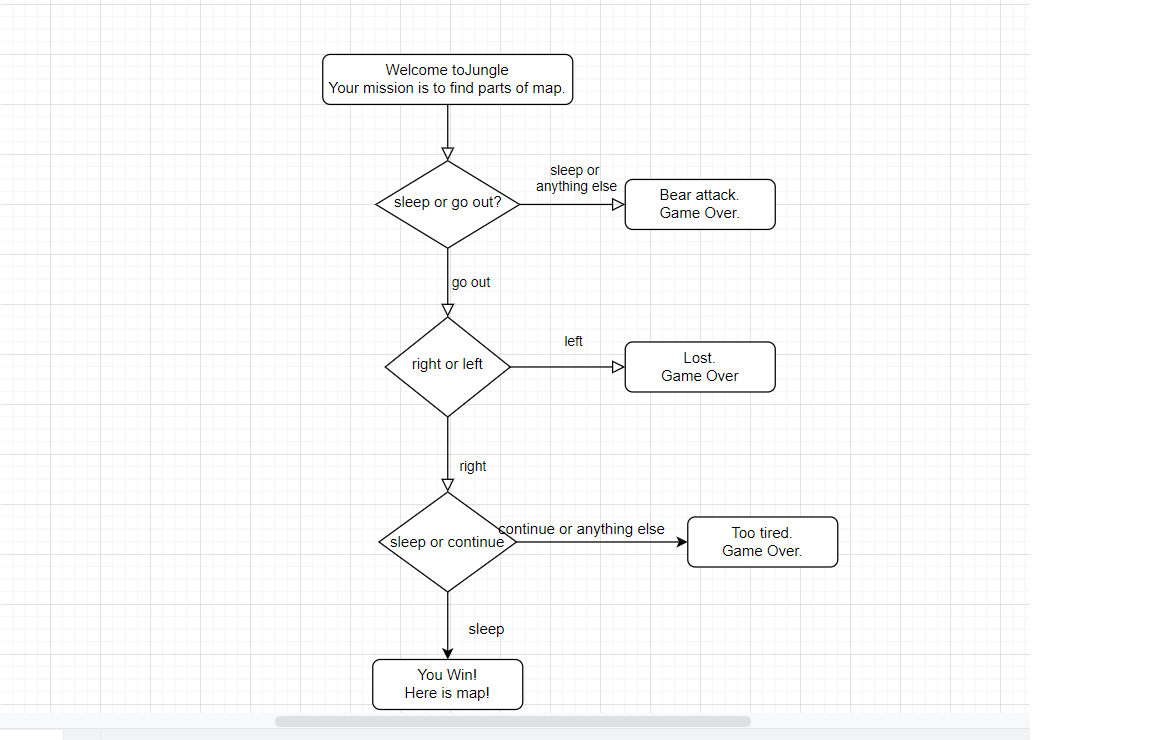 Welcome toJungle
Your mission is to find parts of map.
sleep or
anything else
sleep or go out?
Bear attack.
Game Over.
go out
left
right or left
Lost.
Game Over
right
continue or anything else
sleep or continue
Too tired.
Game Over.
sleep
You Win!
Here is map!